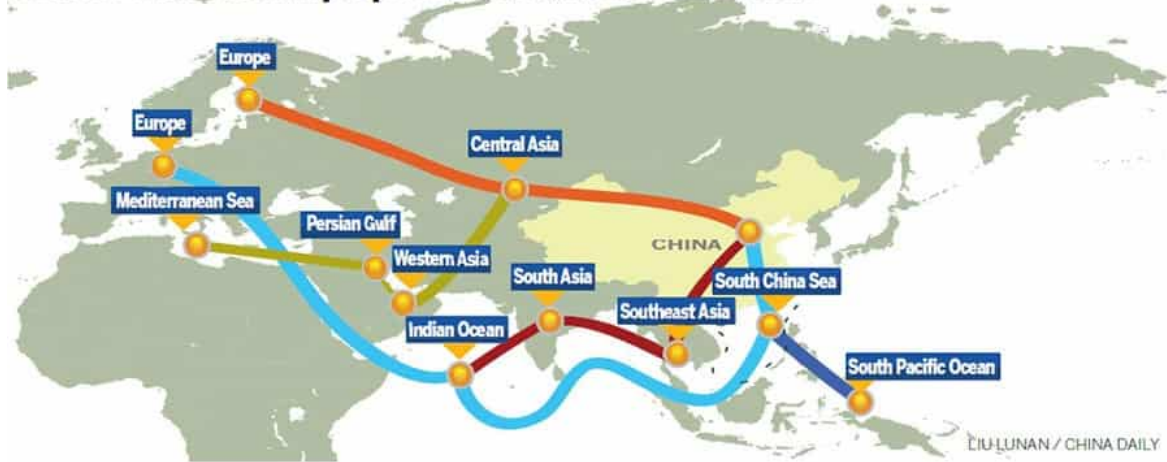 Europe
Europe
Central Asia
Mediterranean Sea
Persian Gulf
CHINA
Western Asia
South Asia
South China Sea
Southeast Asia
Indian Ocean
South Pacific Ocean
LIU LUNAN / CHINA DAILY